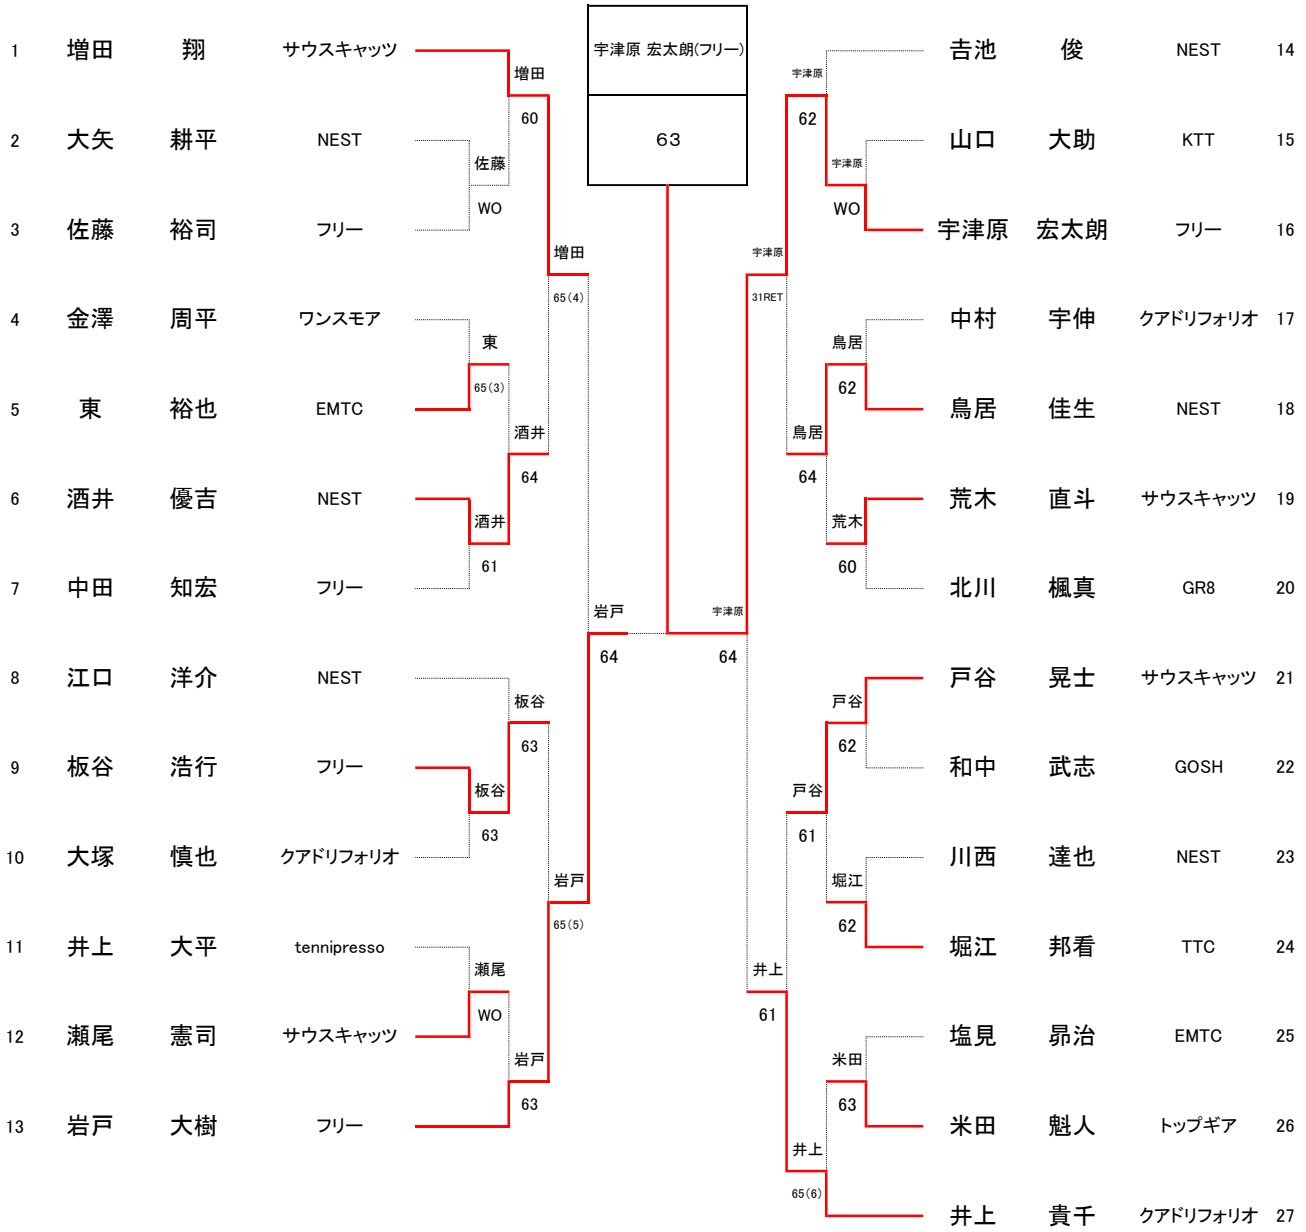 宇津原 宏太朗(フリー)
63
1 増田 翔 サウスキャッツ
2 大矢 耕平 NEST
3 佐藤 裕司 フリー
4 金澤 周平 ワンスモア
5 東 裕也 EMTC
6 酒井 優吉 NEST
7 中田 知宏 フリー
8 江口 洋介 NEST
9 板谷 浩行 フリー
10 大塚 慎也 クアドリフォリオ
11 井上 大平 tennipresso
12 瀬尾 憲司 サウスキャッツ
13 岩戸 大樹 フリー
佐藤
WO
東
65(3)
酒井
61
板谷
63
瀬尾
WO
増田
60
酒井
64
板谷
63
岩戸
63
増田
65(4)
岩戸
65(5)
岩戸
64
宇津原
64
宇津原
31RET
井上
61
宇津原
62
鳥居
64
戸谷
61
井上
65(6)
宇津原
WO
鳥居
62
荒木
60
戸谷
62
堀江
62
米田
63
吉池 俊 NEST 14
山口 大助 KTT 15
宇津原 宏太朗 フリー 16
中村 宇伸 クアドリフォリオ 17
鳥居 佳生 NEST 18
荒木 直斗 サウスキャッツ 19
北川 楓真 GR8 20
戸谷 晃士 サウスキャッツ 21
和中 武志 GOSH 22
川西 達也 NEST 23
堀江 邦看 TTC 24
塩見 昴治 EMTC 25
米田 魁人 トップギア 26
井上 貴千 クアドリフォリオ 27